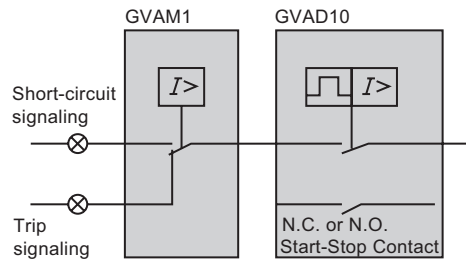 GVAM1
GVAD10
I>
I>
Short-circuit
signaling
Trip
signaling
N.C. or N.O.
Start-Stop Contact